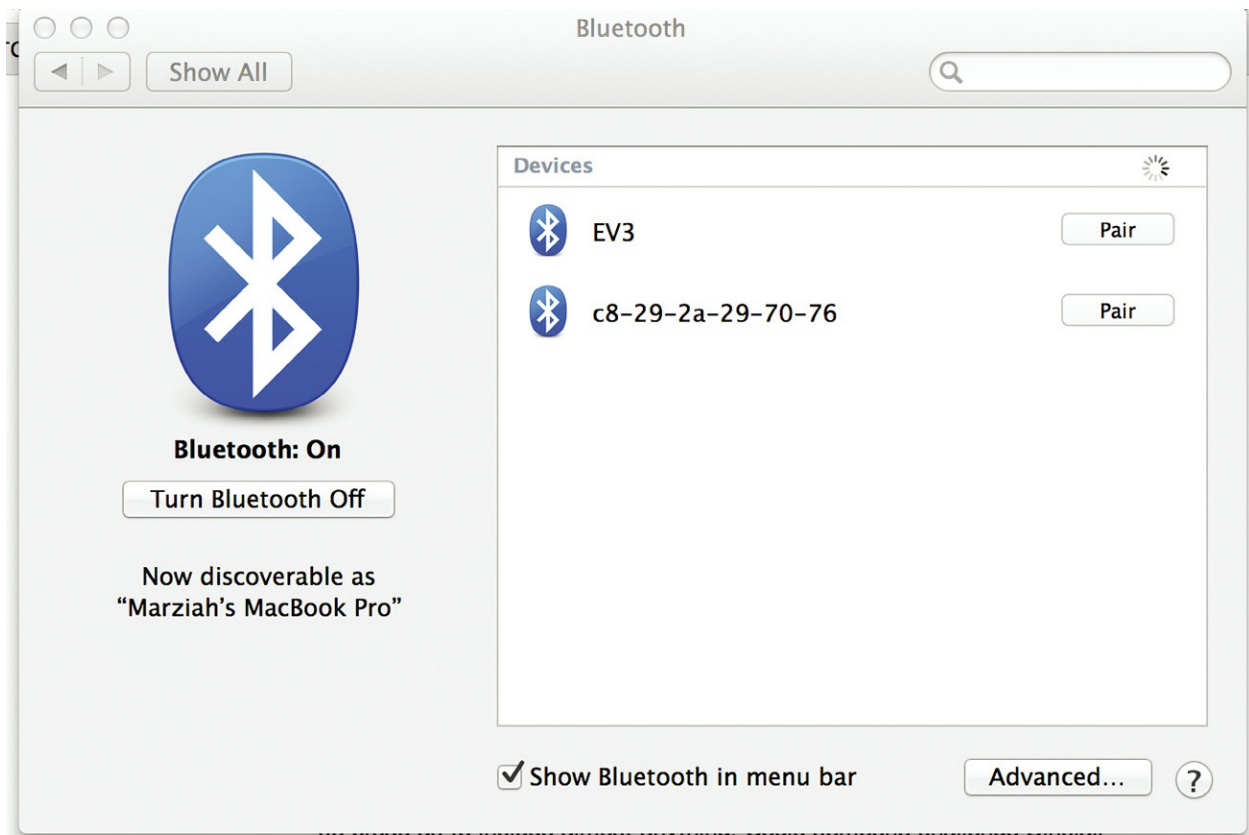 Bluetooth
Show All
Devices
EV3
Pair
c8-29-2a-29-70-76
Pair
Bluetooth: On
Turn Bluetooth Off
Now discoverable as
“Marziah’s MacBook Pro”
Show Bluetooth in menu bar
Advanced...
?